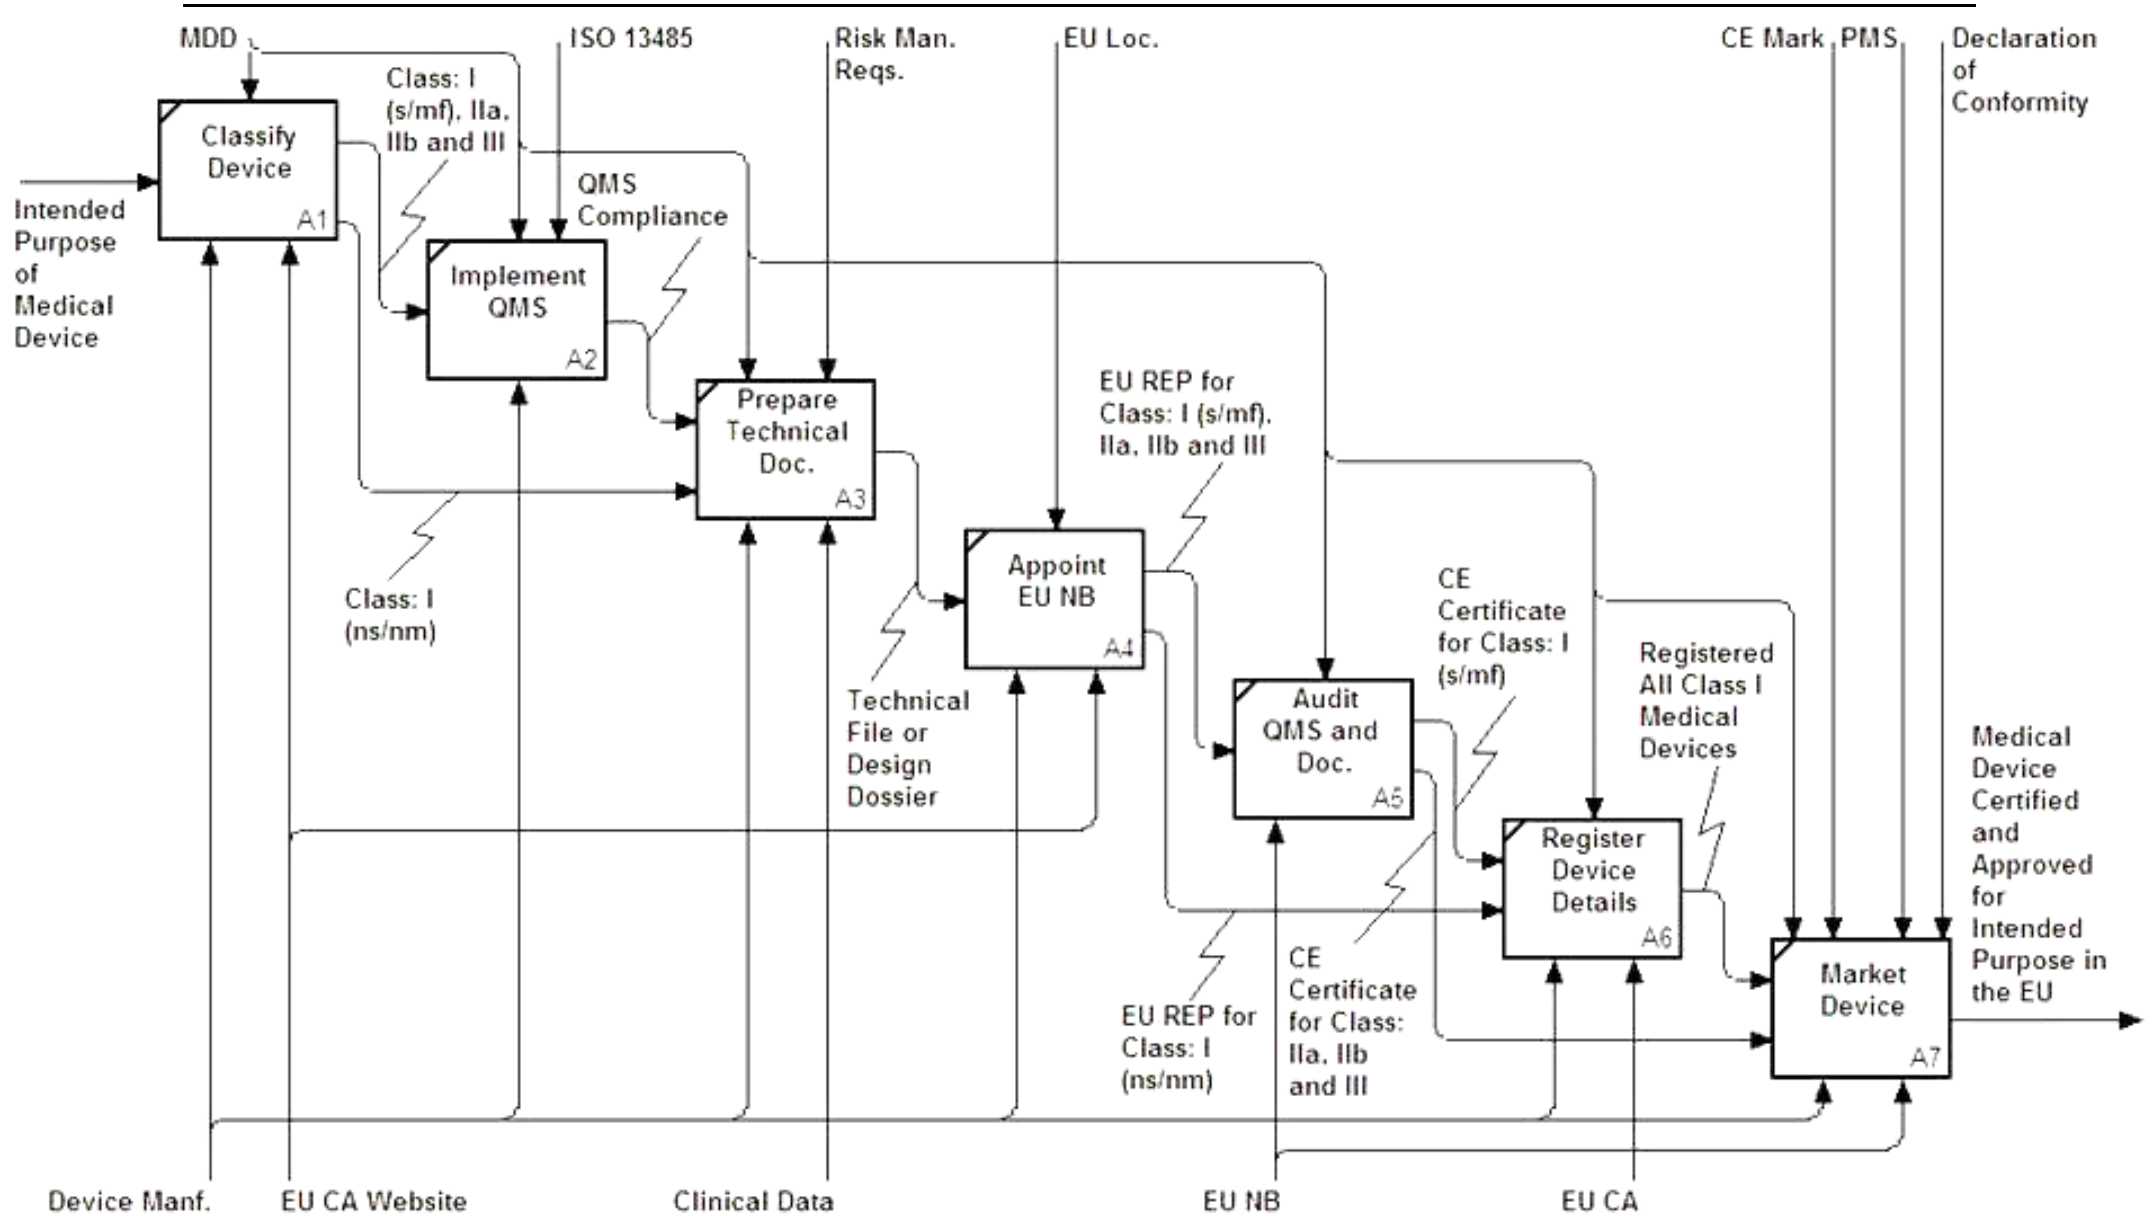 MDD
ISO 13485
Risk Man.
Reqs.
EU Loc.
CE Mark
PMS
Declaration
of
Conformity
Class: I
(s/mf), IIa,
IIb and III
Classify
Device
A1
Intended
Purpose
of
Medical
Device
QMS
Compliance
Implement
QMS
A2
Prepare
Technical
Doc.
A3
Class: I
(ns/nm)
EU REP for
Class: I (s/mf),
IIa, IIb and III
Appoint
EU NB
A4
Technical
File or
Design
Dossier
CE
Certificate
for Class: I
(s/mf)
Audit
QMS and
Doc.
A5
Registered
All Class I
Medical
Devices
Register
Device
Details
A6
Medical
Device
Certified
and
Approved
for
Intended
Purpose in
the EU
EU REP for
Class: I
(ns/nm)
CE
Certificate
for Class:
IIa, IIb
and III
Market
Device
A7
Device Manf.
EU CA Website
Clinical Data
EU NB
EU CA